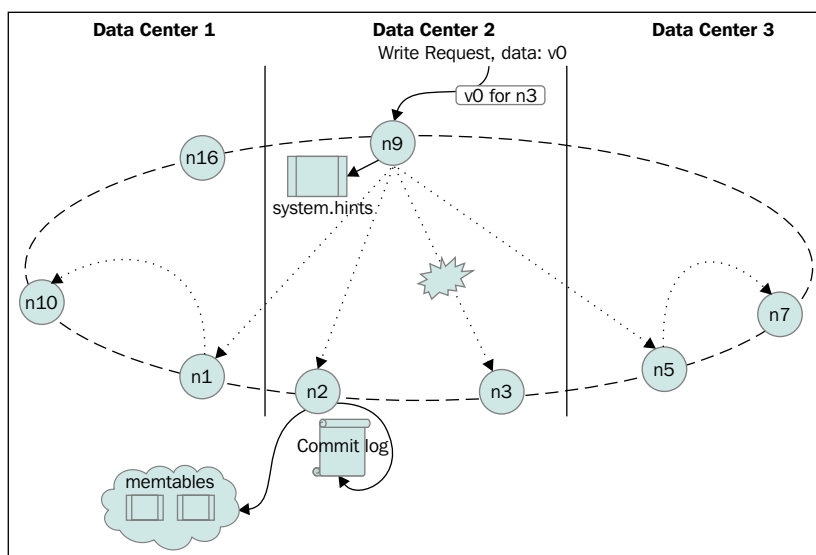 Data Center 1
Data Center 2
Data Center 3
Write Request, data: v0
v0 for n3
n9
n16
system.hints
n10
n7
n1
n5
n2
n3
Commit log
memtables